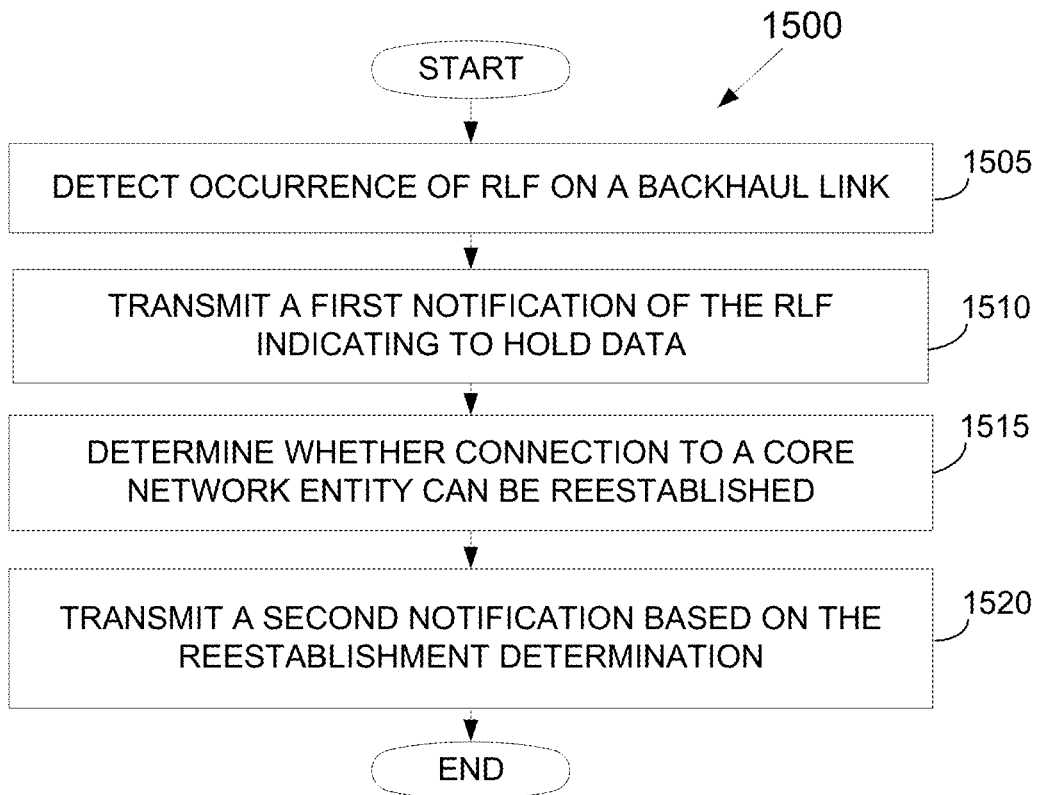 1500
START
DETECT OCCURRENCE OF RLF ON A BACKHAUL LINK
1505
TRANSMIT A FIRST NOTIFICATION OF THE RLF
INDICATING TO HOLD DATA
1510
DETERMINE WHETHER CONNECTION TO A CORE
NETWORK ENTITY CAN BE REESTABLISHED
1515
TRANSMIT A SECOND NOTIFICATION BASED ON THE
REESTABLISHMENT DETERMINATION
1520
END